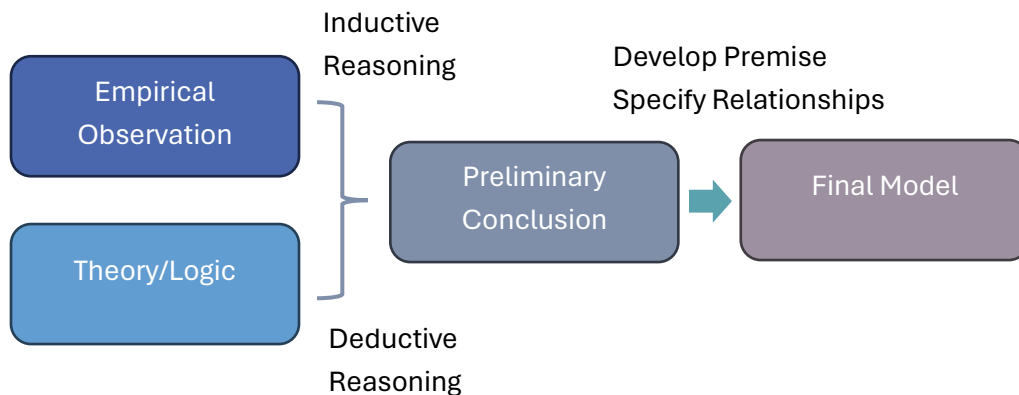 Inductive
Reasoning
Empirical
Observation
Theory/Logic
Deductive
Reasoning
Preliminary
Conclusion
Develop Premise
Specify Relationships
Final Model